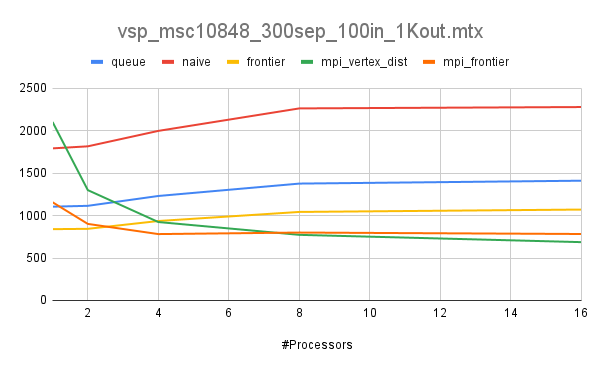 vsp_msc10848_300sep_100in_1Kout.mtx
queue naive frontier mpi_vertex_dist mpi_frontier
2500
2000
1500
1000
500
0
2 4 6 8 10 12 14 16
#Processors